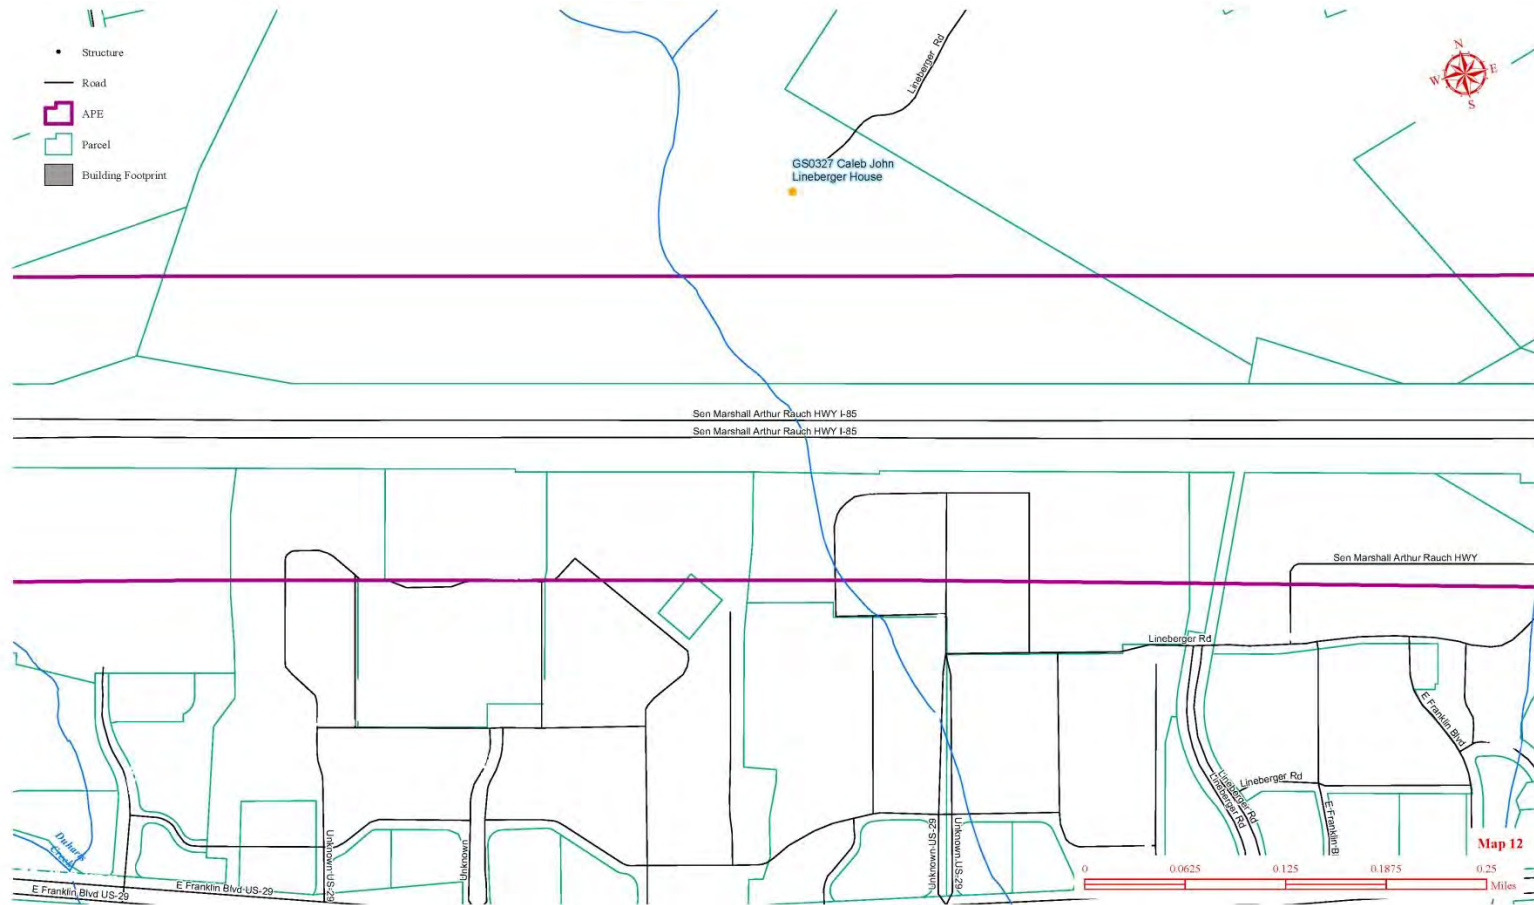 Structure
Road
APE
Parcel
Building Footprint
N
W E
S
Lineberger Rd
GS0327 Caleb John
Lineberger House
Sen Marshall Arthur Rauch HWY I-85
Sen Marshall Arthur Rauch HWY I-85
Sen Marshall Arthur Rauch HWY
Lineberger Rd
E Franklin Blvd
Lineberger Rd
Lineberger Rd
Lineberger Rd
E Franklin B
Unknown US-29
Unknown
Unknown US-29
Unknown US-29
Creek
E Franklin Blvd US-29
E Franklin Blvd US-29
Map 12
0 0.0625 0.125 0.1875 0.25
Miles